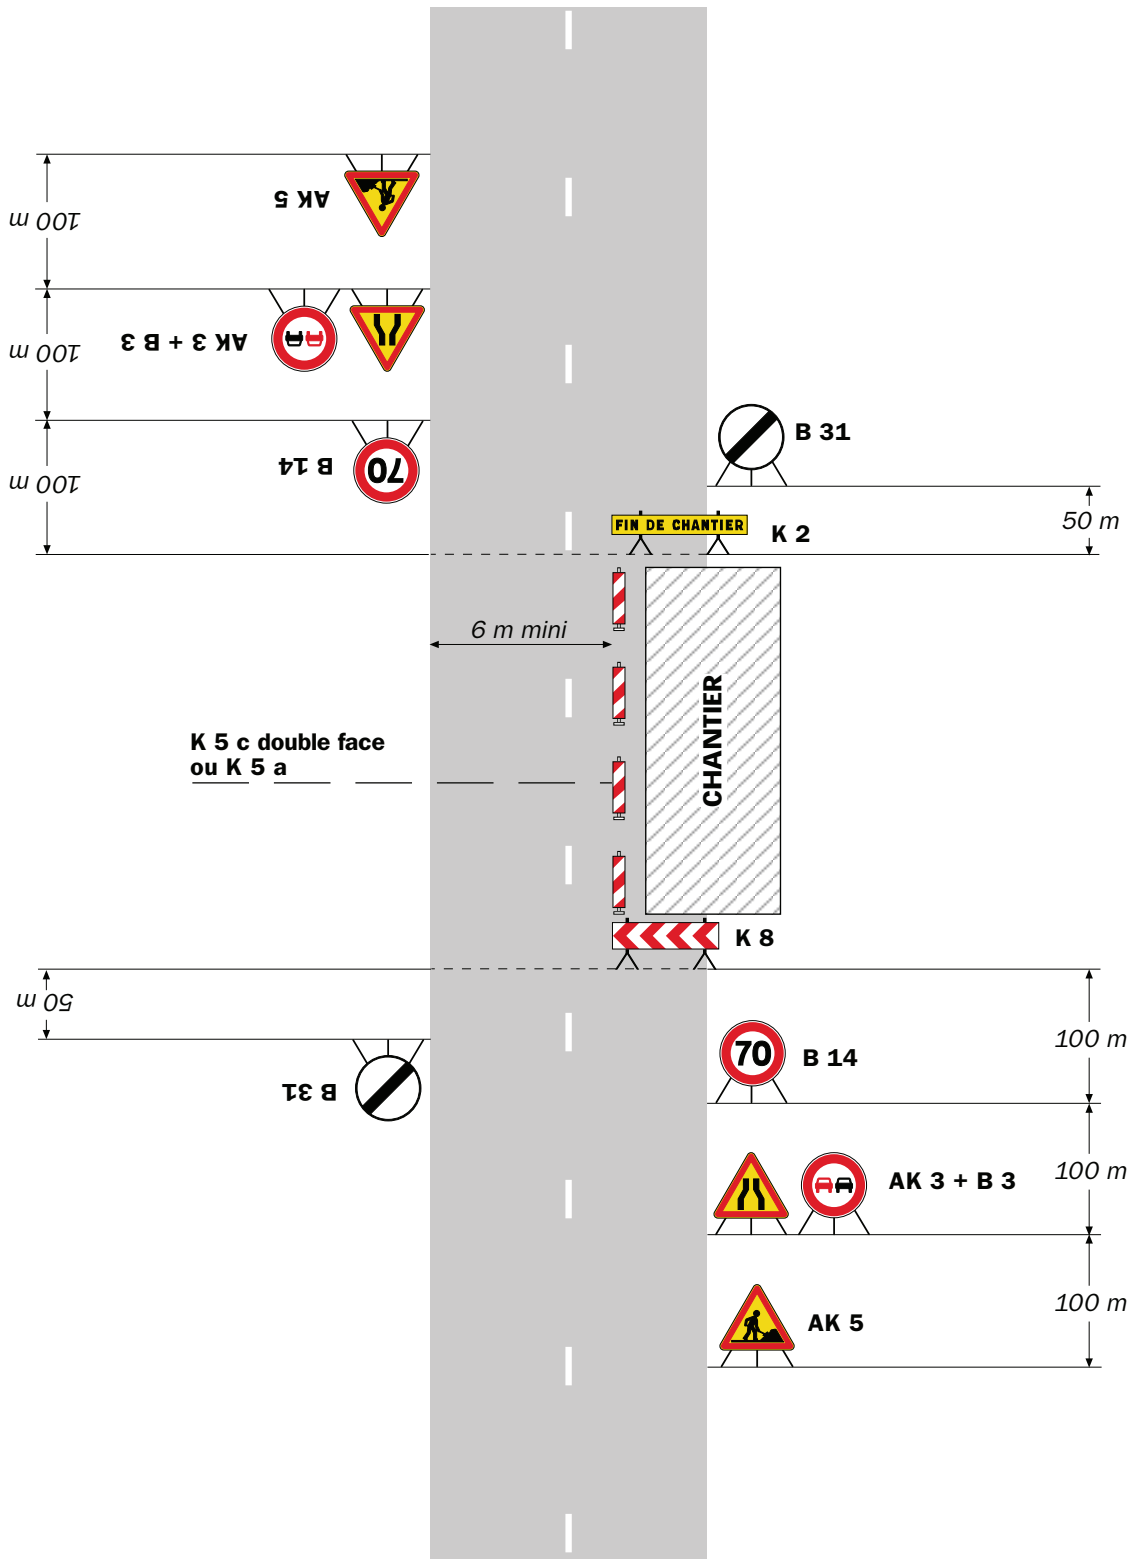 AK 5
100 m
AK 3 + B 3
100 m
B 14
70
100 m
B 31
50 m
FIN DE CHANTIER
K 2
6 m mini
CHANTIER
K 5 c double face
ou K 5 a
K 8
50 m
B 31
70
B 14
100 m
AK 3 + B 3
100 m
AK 5
100 m